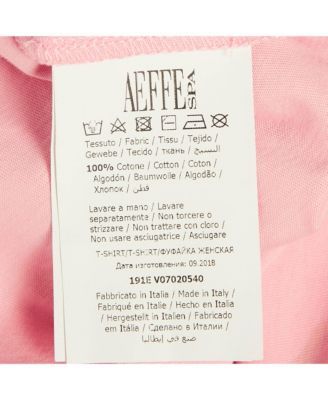 AEFFE SPA
Tessuto / Fabric / Tissu / Tejido /
Gewebe / Tecido / ткань / النسيج
100% Cotone / Cotton / Coton /
Algodón / Baumwolle / Algodão /
Хлопок / قطن
Lavare a mano / Lavare
separatamente / Non torcere o
strizzare / Non trattare con cloro /
Non usare asciugatrice / Asciugare
T-SHIRT/T-SHIRT/ФУФАЙКА ЖЕНСКАЯ
Дата изготовления: 09.2018
191E V07020540
Fabbricato in Italia / Made in Italy /
Fabriqué en Italie / Hecho en Italia
/ Hergestellt in Italien / Fabricado
em Itália / Сделано в Италии /
صنع في إيطاليا